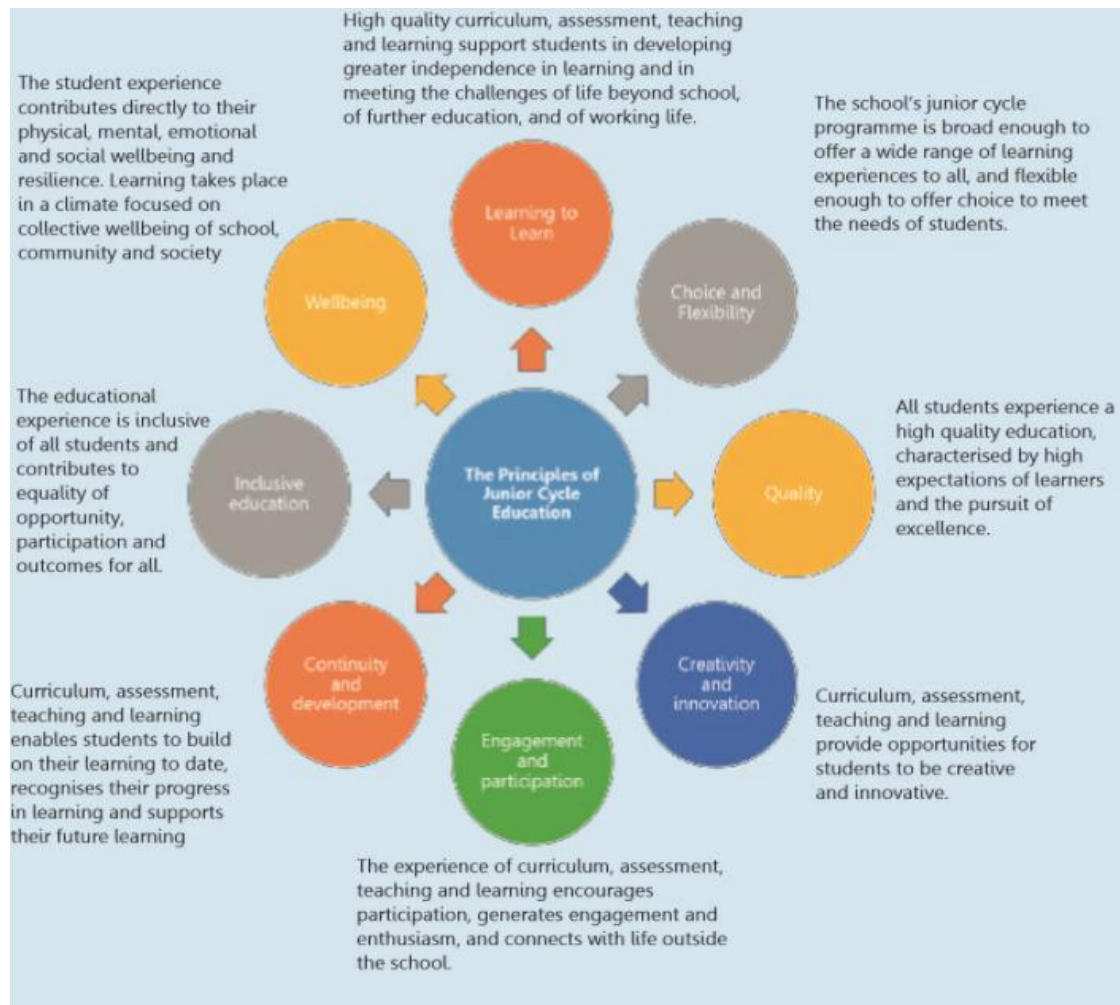 High quality curriculum, assessment, teaching
and learning support students in developing
greater independence in learning and in
meeting the challenges of life beyond school,
of further education, and of working life.
Learning to
Learn
The school's junior cycle
programme is broad enough to
offer a wide range of learning
experiences to all, and flexible
enough to offer choice to meet
the needs of students.
Choice and
Flexibility
All students experience a
high quality education,
characterised by high
expectations of learners
and the pursuit of
excellence.
Quality
Creativity
and
innovation
Curriculum, assessment,
teaching and learning
provide opportunities for
students to be creative
and innovative.
Engagement
and
participation
The experience of curriculum, assessment,
teaching and learning encourages
participation, generates engagement and
enthusiasm, and connects with life outside
the school.
Continuity
and
development
Curriculum, assessment,
teaching and learning
enables students to build
on their learning to date,
recognises their progress
in learning and supports
their future learning
Inclusive
education
The educational
experience is inclusive
of all students and
contributes to
equality of
opportunity,
participation and
outcomes for all.
Wellbeing
The student experience
contributes directly to their
physical, mental, emotional
and social wellbeing and
resilience. Learning takes place
in a climate focused on
collective wellbeing of school,
community and society
The Principles of
Junior Cycle
Education